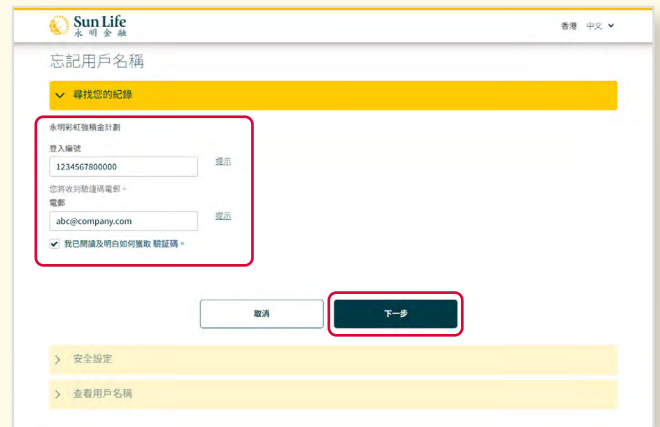 Sun Life
永明金融
香港 中文
忘記用戶名稱
尋找您的紀錄
永明彩虹強積金計劃
登入編號
1234567800000
提示
您將收到驗證碼電郵。
電郵
abc@company.com
提示
我已閱讀及明白如何獲取 驗証碼。
取消
下一步
安全設定
查看用戶名稱